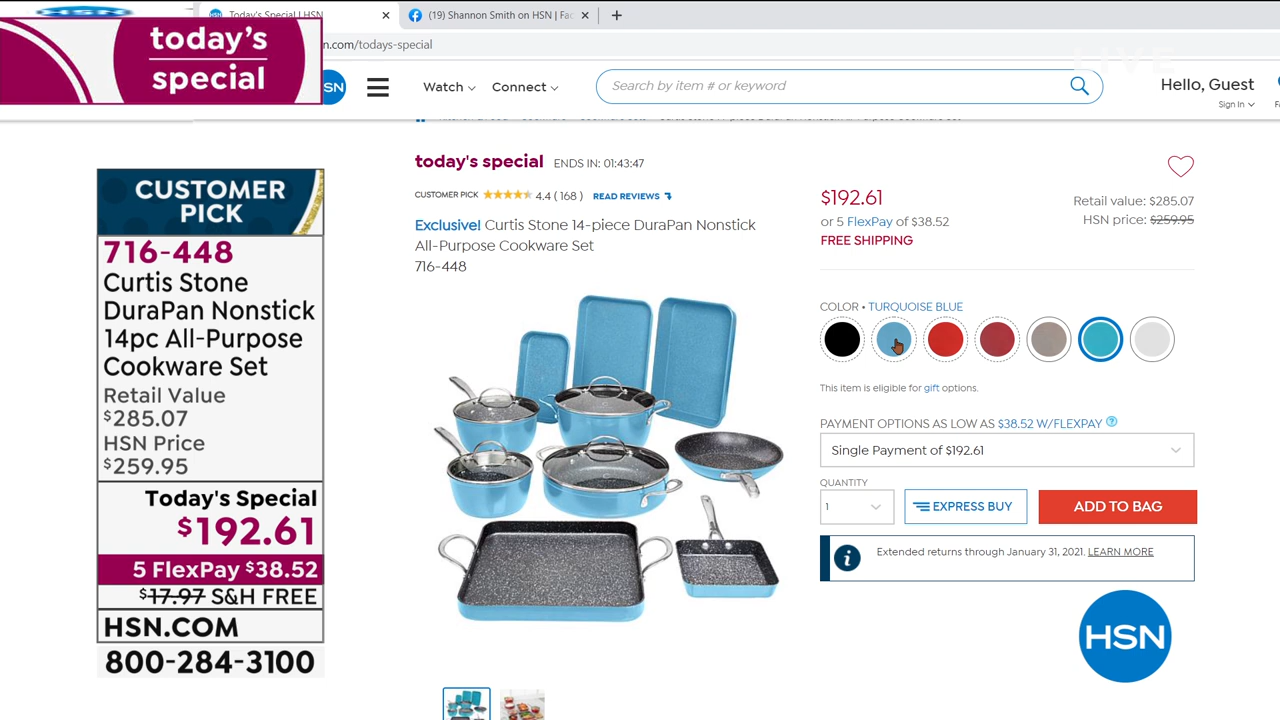 Today's Special | HSN
(19) Shannon Smith on HSN | Fac
today's
special
n.com/todays-special
LIVE
SN
Watch
Connect
Search by item # or keyword
Hello, Guest
Sign In
today's special ENDS IN: 01:43:47
CUSTOMER PICK 4.4 ( 168 ) READ REVIEWS
Exclusive! Curtis Stone 14-piece DuraPan Nonstick
All-Purpose Cookware Set
716-448
$192.61
or 5 FlexPay of $38.52
FREE SHIPPING
Retail value: $285.07
HSN price: $259.95
COLOR • TURQUOISE BLUE
This item is eligible for gift options.
PAYMENT OPTIONS AS LOW AS $38.52 W/FLEXPAY ?
Single Payment of $192.61
QUANTITY
1
EXPRESS BUY
ADD TO BAG
i
Extended returns through January 31, 2021. LEARN MORE
HSN
CUSTOMER
PICK
716-448
Curtis Stone
DuraPan Nonstick
14pc All-Purpose
Cookware Set
Retail Value
$285.07
HSN Price
$259.95
Today's Special
$192.61
5 FlexPay $38.52
$17.97 S&H FREE
HSN.COM
800-284-3100